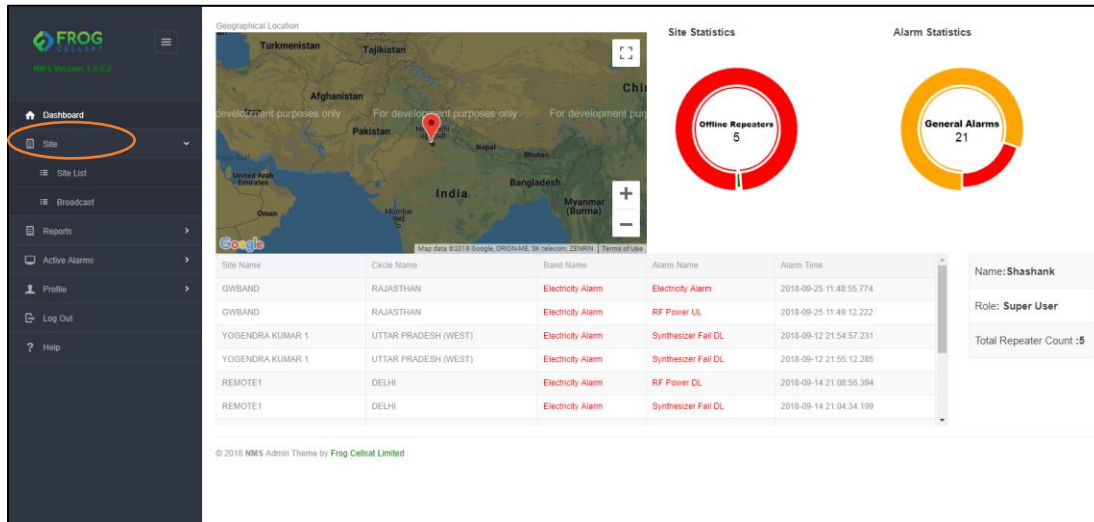 FROG
CELLSAT
NMS Version 1.0.0.2
Dashboard
Site
Site List
Broadcast
Reports
Active Alarms
Profile
Log Out
Help
Geographical Location
Turkmenistan
Tajikistan
Afghanistan
development purposes only
For development purposes only
For development pur
Pakistan
Nepal
Bhutan
United Arab
Emirates
India
Bangladesh
Oman
Mumbai
Myanmar
(Burma)
Google
Map data ©2018 Google, ORION-ME, SK telecom, ZENRIN
Terms of Use
Site Statistics
Offline Repeaters
5
Alarm Statistics
General Alarms
21
Site Name Circle Name Band Name Alarm Name Alarm Time
GWBAND RAJASTHAN Electricity Alarm Electricity Alarm 2018-09-25 11:48:55.774
GWBAND RAJASTHAN Electricity Alarm RF Power UL 2018-09-25 11:49:12.222
YOGENDRA KUMAR 1 UTTAR PRADESH (WEST) Electricity Alarm Synthesizer Fail DL 2018-09-12 21:54:57.231
YOGENDRA KUMAR 1 UTTAR PRADESH (WEST) Electricity Alarm Synthesizer Fail DL 2018-09-12 21:55:12.285
REMOTE1 DELHI Electricity Alarm RF Power DL 2018-09-14 21:08:56.394
REMOTE1 DELHI Electricity Alarm Synthesizer Fail DL 2018-09-14 21:04:34.199
Name:Shashank
Role: Super User
Total Repeater Count :5
© 2018 NMS Admin Theme by Frog Cellsat Limited